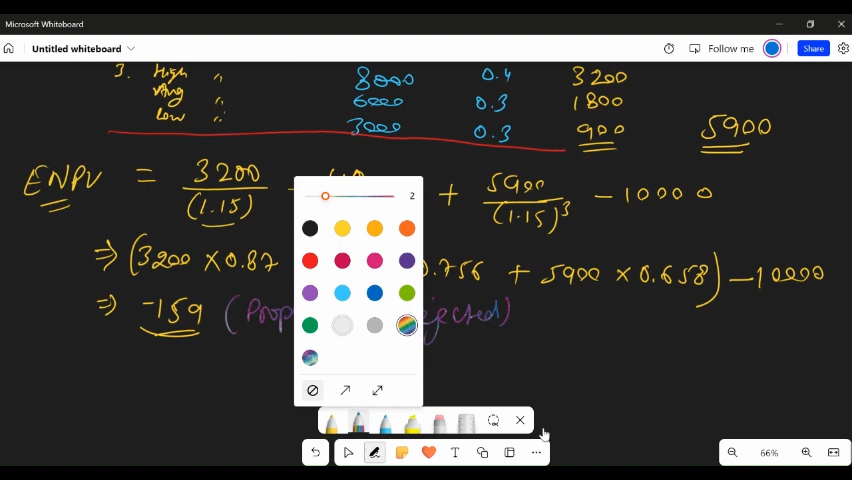 Microsoft Whiteboard
Untitled whiteboard
Follow me
Share
3. High " 8000 0.4 3200
Avg " 6000 0.3 1800
Low " 3000 0.3 900 5900
ENPV = 3200 / (1.15) + 5900 / (1.15)³ - 10000
2
⇒ (3200 × 0.87 0.756 + 5900 × 0.658) - 10000
⇒ -159 (Prop jected)
66%